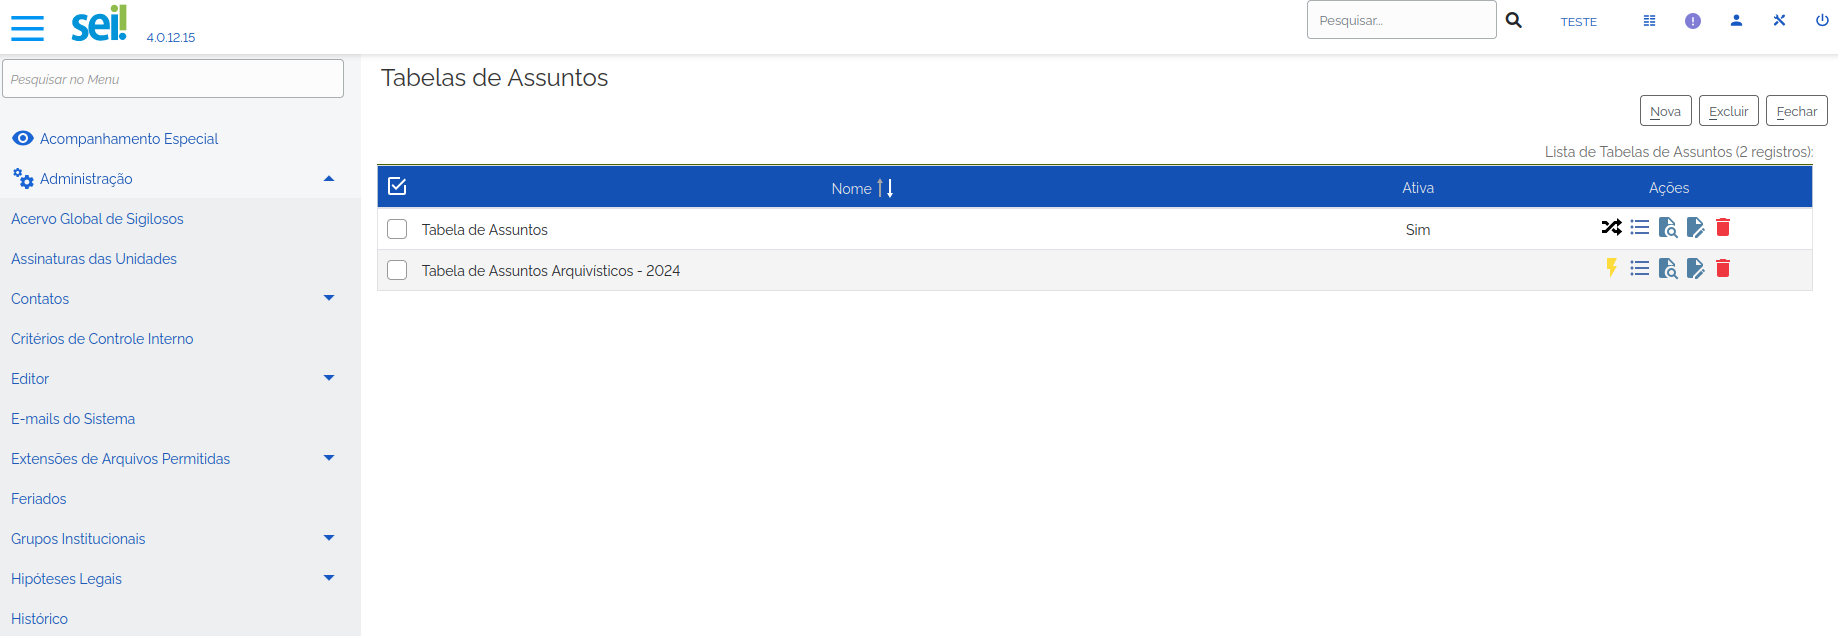 sei!
4.0.12.15
Pesquisar...
TESTE
Pesquisar no Menu
Acompanhamento Especial
Administração
Acervo Global de Sigilosos
Assinaturas das Unidades
Contatos
Critérios de Controle Interno
Editor
E-mails do Sistema
Extensões de Arquivos Permitidas
Feriados
Grupos Institucionais
Hipóteses Legais
Histórico
Tabelas de Assuntos
Nova Excluir Fechar
Lista de Tabelas de Assuntos (2 registros):
Nome Ativa Ações
Tabela de Assuntos Sim
Tabela de Assuntos Arquivísticos - 2024